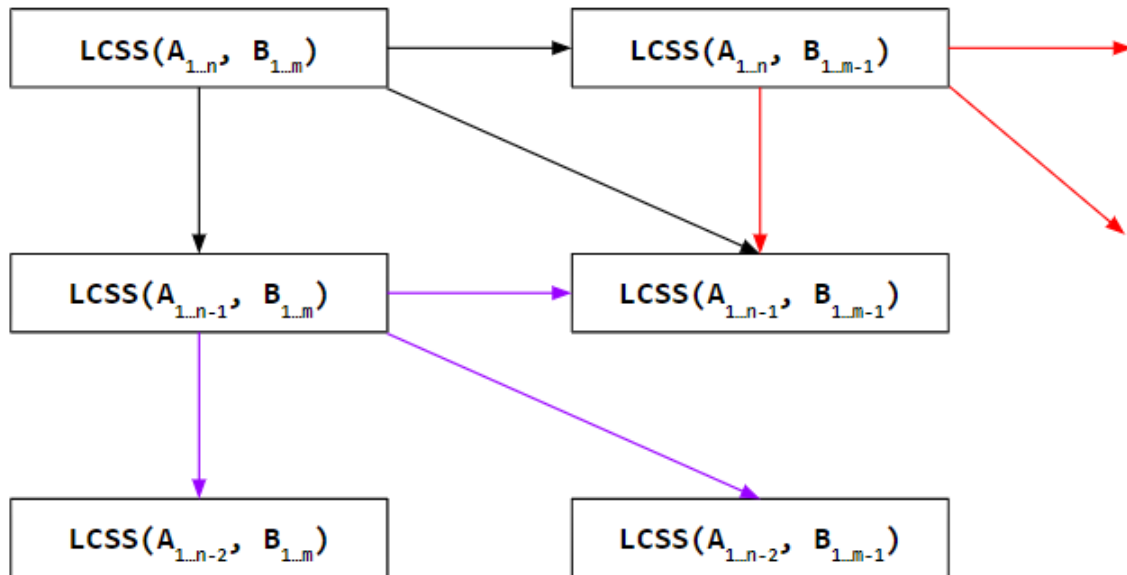 LCSS(A1…n, B1…m)
LCSS(A1…n, B1…m-1)
LCSS(A1…n-1, B1…m)
LCSS(A1…n-1, B1…m-1)
LCSS(A1…n-2, B1…m)
LCSS(A1…n-2, B1…m-1)